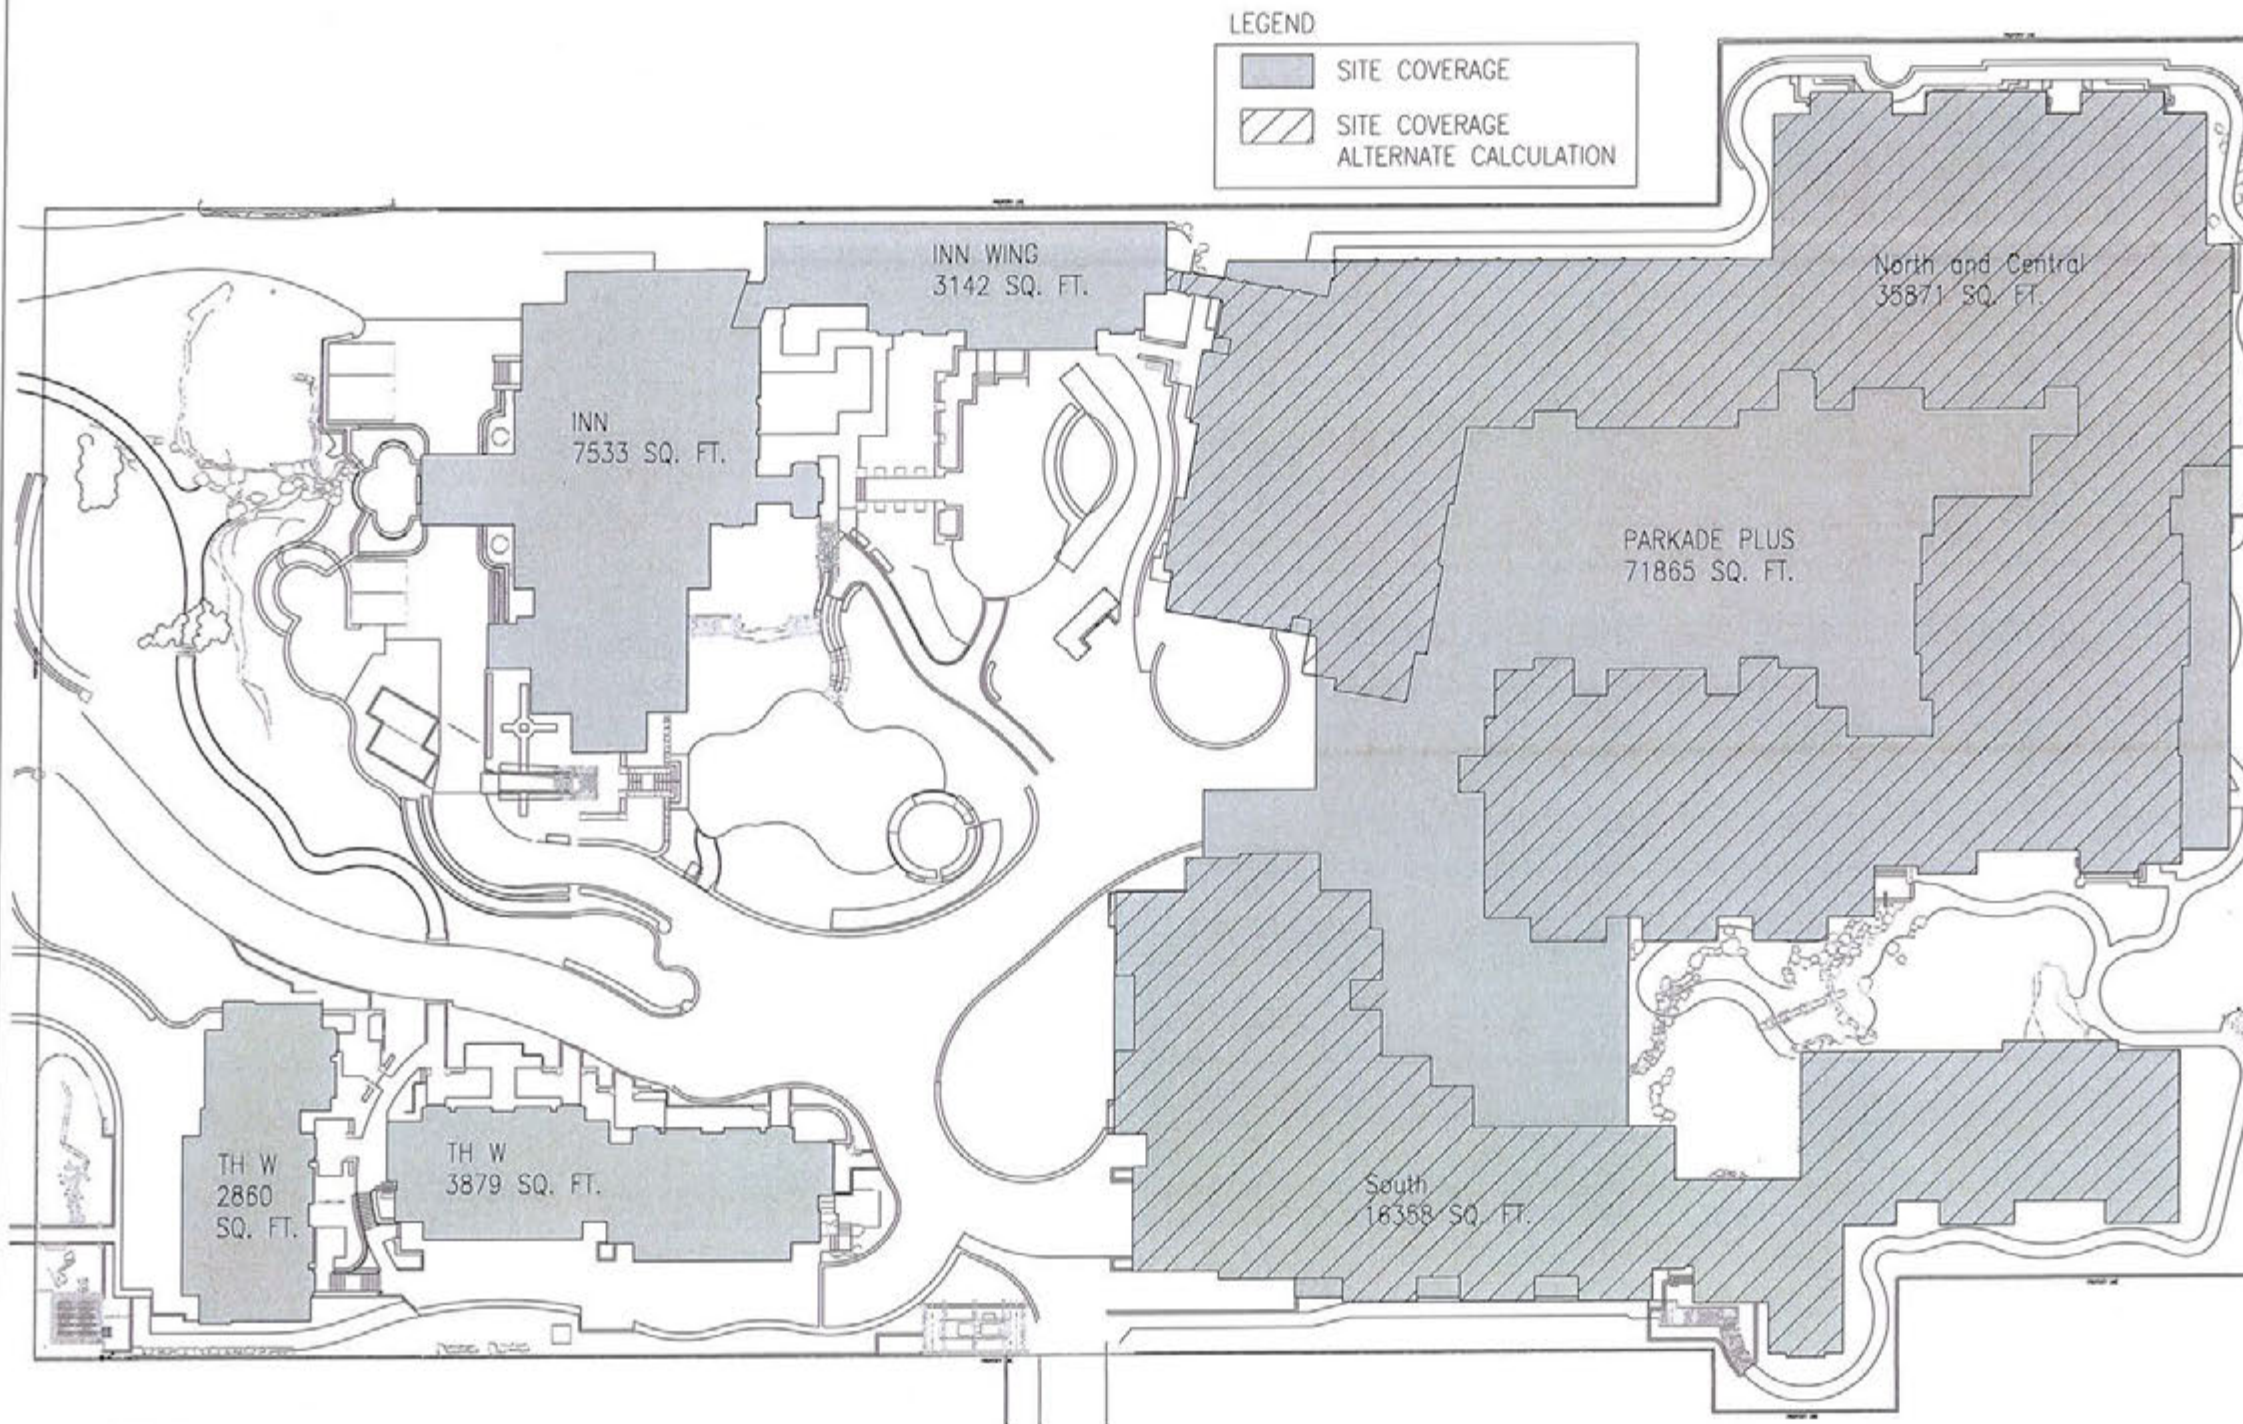 LEGEND
SITE COVERAGE
SITE COVERAGE
ALTERNATE CALCULATION
INN WING
3142 SQ. FT.
North and Central
35871 SQ. FT.
INN
7533 SQ. FT.
PARKADE PLUS
71865 SQ. FT.
TH W
2860
SQ. FT.
TH W
3879 SQ. FT.
South
16358 SQ. FT.